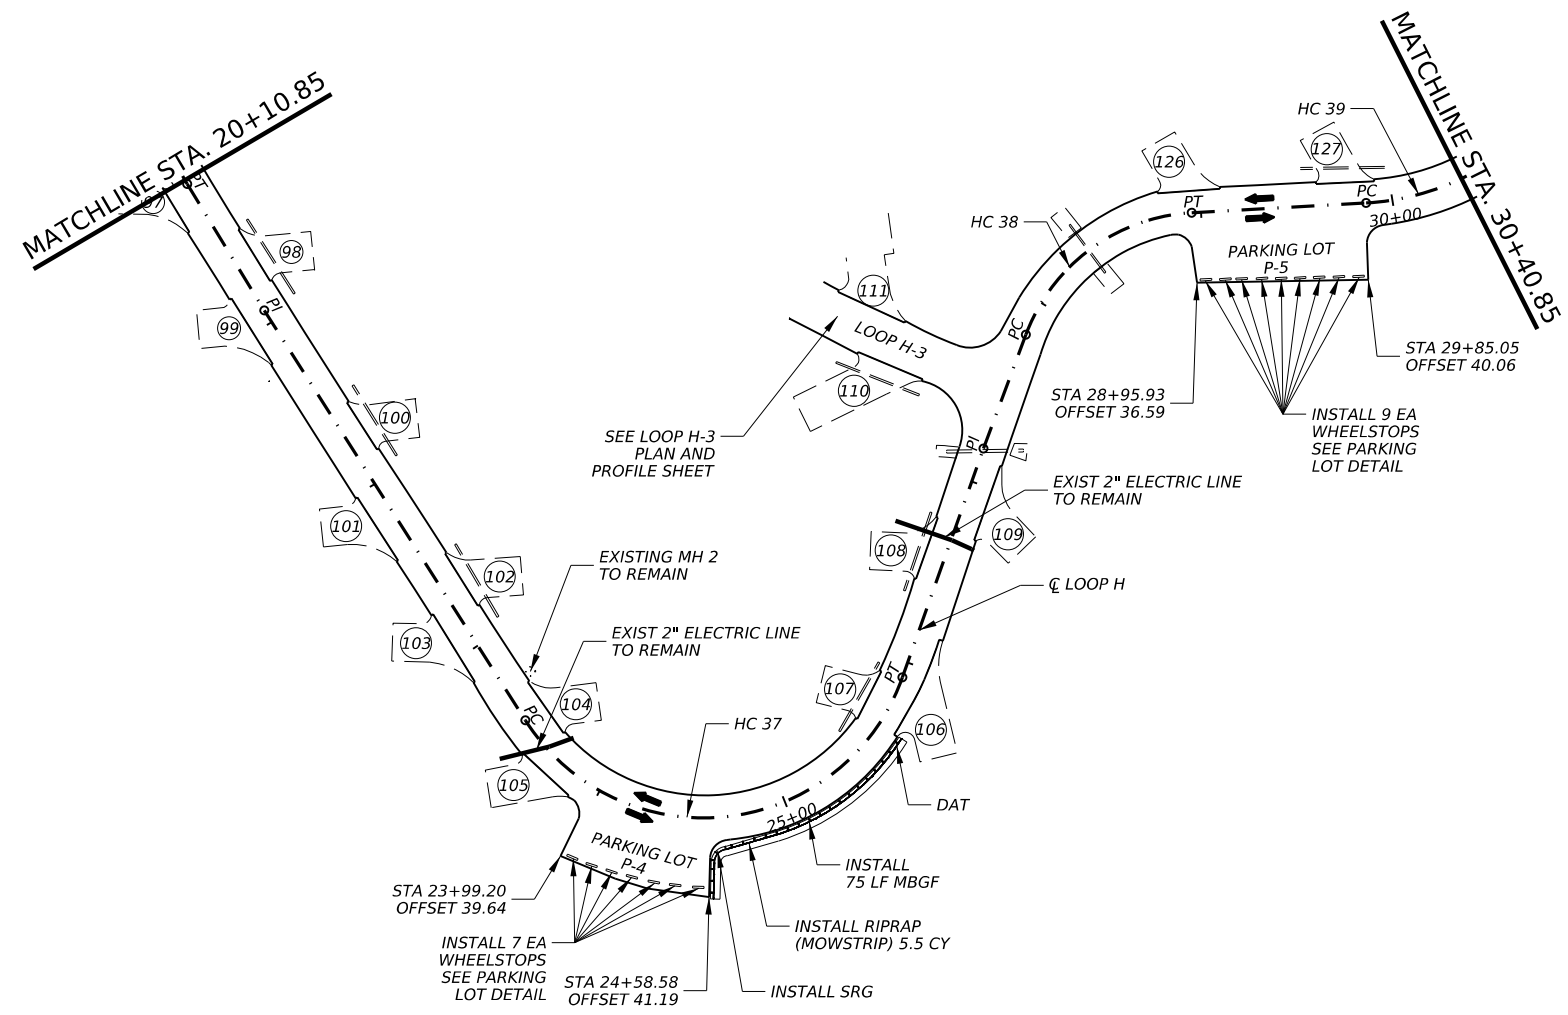 MATCHLINE STA. 20+10.85
PT
97
98
PI
99
100
101
102
103
EXISTING MH 2
TO REMAIN
EXIST 2" ELECTRIC LINE
TO REMAIN
104
PC
105
HC 37
PARKING LOT
P-4
25+00
STA 23+99.20
OFFSET 39.64
INSTALL 7 EA
WHEELSTOPS
SEE PARKING
LOT DETAIL
STA 24+58.58
OFFSET 41.19
INSTALL SRG
INSTALL RIPRAP
(MOWSTRIP) 5.5 CY
INSTALL
75 LF MBGF
DAT
106
107
PT
℄ LOOP H
108
109
EXIST 2" ELECTRIC LINE
TO REMAIN
PI
110
111
LOOP H-3
SEE LOOP H-3
PLAN AND
PROFILE SHEET
PC
HC 38
126
PT
127
PC
HC 39
30+00
PARKING LOT
P-5
STA 28+95.93
OFFSET 36.59
INSTALL 9 EA
WHEELSTOPS
SEE PARKING
LOT DETAIL
STA 29+85.05
OFFSET 40.06
MATCHLINE STA. 30+40.85